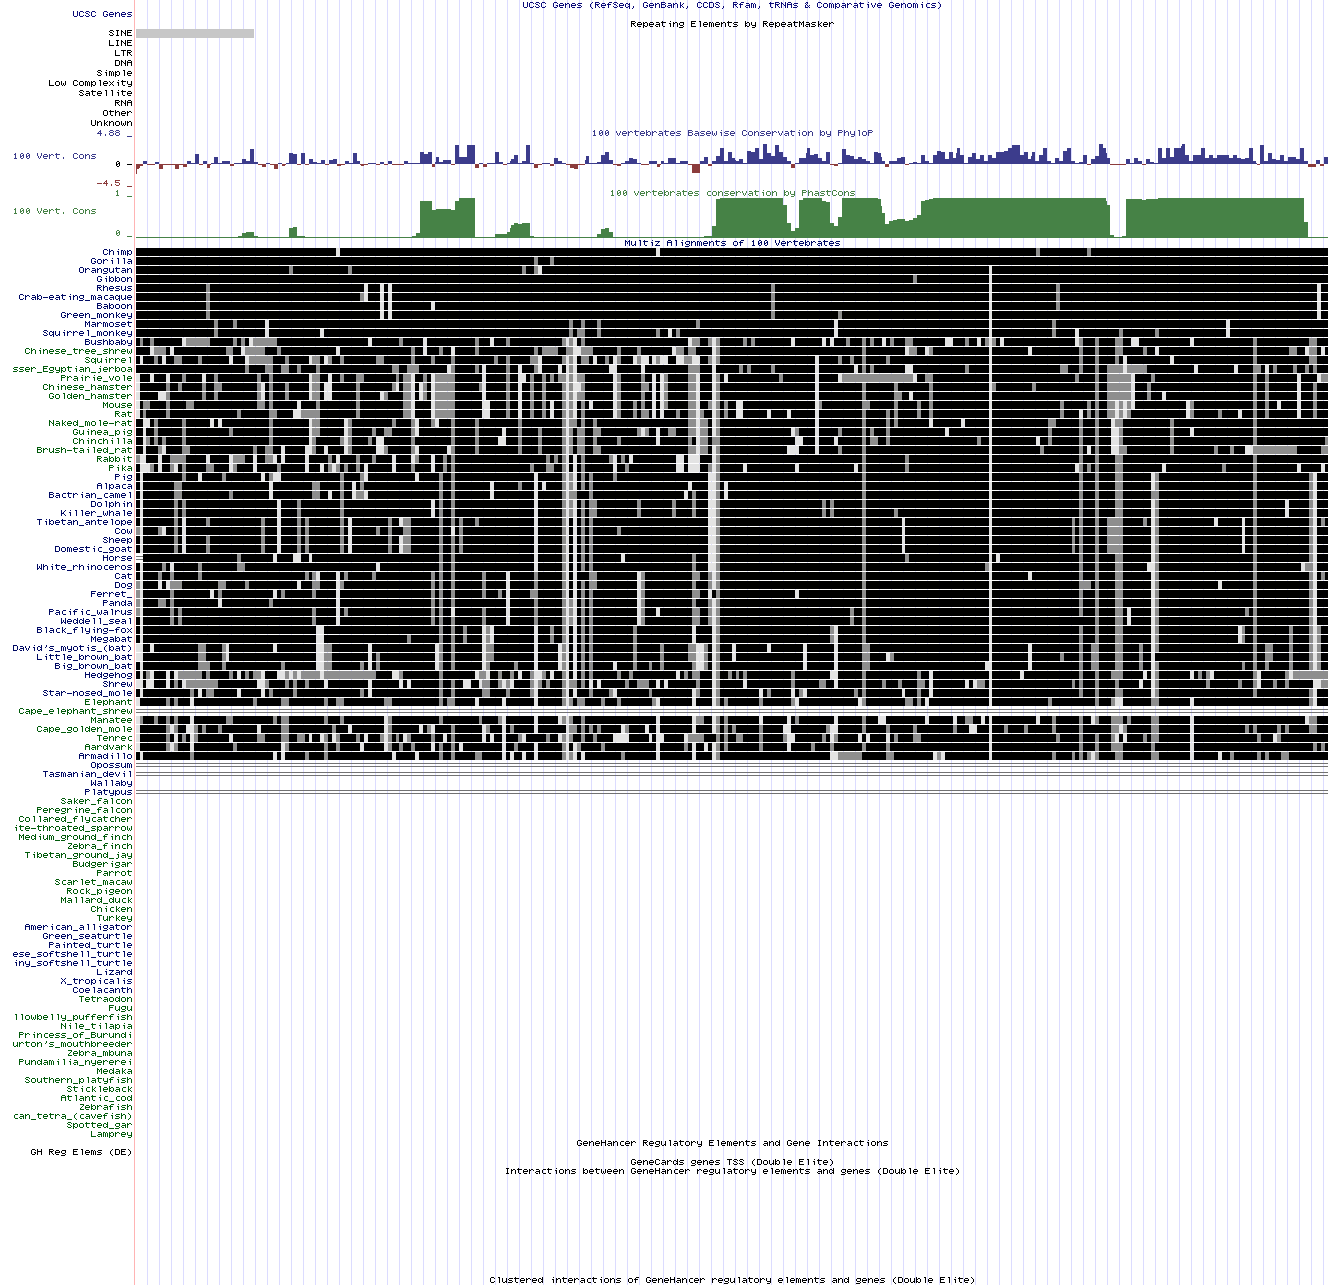 UCSC Genes (RefSeq, GenBank, CCDS, Rfam, tRNAs & Comparative Genomics)
UCSC Genes
Repeating Elements by RepeatMasker
SINE
LINE
LTR
DNA
Simple
Low Complexity
Satellite
RNA
Other
Unknown
4.88 _
100 vertebrates Basewise Conservation by PhyloP
100 Vert. Cons
0 -
-4.5 _
100 vertebrates conservation by PhastCons
1 _
100 Vert. Cons
0 _
Multiz Alignments of 100 Vertebrates
Chimp
Gorilla
Orangutan
Gibbon
Rhesus
Crab-eating_macaque
Baboon
Green_monkey
Marmoset
Squirrel_monkey
Bushbaby
Chinese_tree_shrew
Squirrel
sser_Egyptian_jerboa
Prairie_vole
Chinese_hamster
Golden_hamster
Mouse
Rat
Naked_mole-rat
Guinea_pig
Chinchilla
Brush-tailed_rat
Rabbit
Pika
Pig
Alpaca
Bactrian_camel
Dolphin
Killer_whale
Tibetan_antelope
Cow
Sheep
Domestic_goat
Horse
White_rhinoceros
Cat
Dog
Ferret_
Panda
Pacific_walrus
Weddell_seal
Black_flying-fox
Megabat
David's_myotis_(bat)
Little_brown_bat
Big_brown_bat
Hedgehog
Shrew
Star-nosed_mole
Elephant
Cape_elephant_shrew
Manatee
Cape_golden_mole
Tenrec
Aardvark
Armadillo
Opossum
Tasmanian_devil
Wallaby
Platypus
Saker_falcon
Peregrine_falcon
Collared_flycatcher
ite-throated_sparrow
Medium_ground_finch
Zebra_finch
Tibetan_ground_jay
Budgerigar
Parrot
Scarlet_macaw
Rock_pigeon
Mallard_duck
Chicken
Turkey
American_alligator
Green_seaturtle
Painted_turtle
ese_softshell_turtle
iny_softshell_turtle
Lizard
X_tropicalis
Coelacanth
Tetraodon
Fugu
llowbelly_pufferfish
Nile_tilapia
Princess_of_Burundi
urton's_mouthbreeder
Zebra_mbuna
Pundamilia_nyererei
Medaka
Southern_platyfish
Stickleback
Atlantic_cod
Zebrafish
can_tetra_(cavefish)
Spotted_gar
Lamprey
GeneHancer Regulatory Elements and Gene Interactions
GH Reg Elems (DE)
GeneCards genes TSS (Double Elite)
Interactions between GeneHancer regulatory elements and genes (Double Elite)
Clustered interactions of GeneHancer regulatory elements and genes (Double Elite)